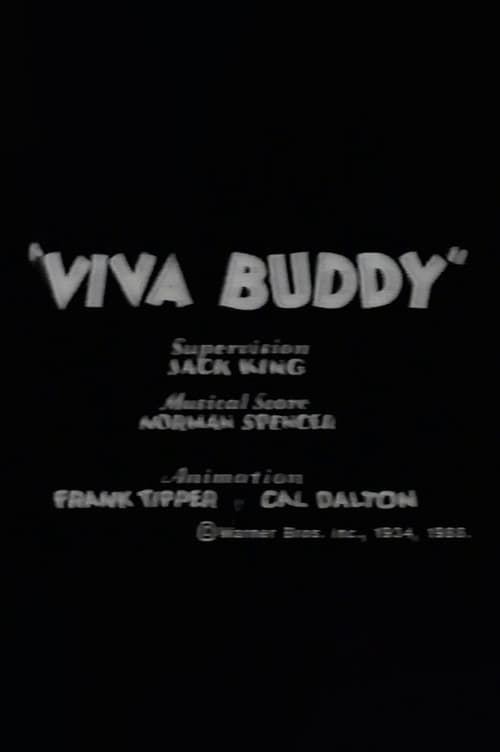 "VIVA BUDDY"
Supervision
JACK KING
Musical Score
NORMAN SPENCER
Animation
FRANK TIPPER CAL DALTON
©Warner Bros. Inc., 1934, 1988.